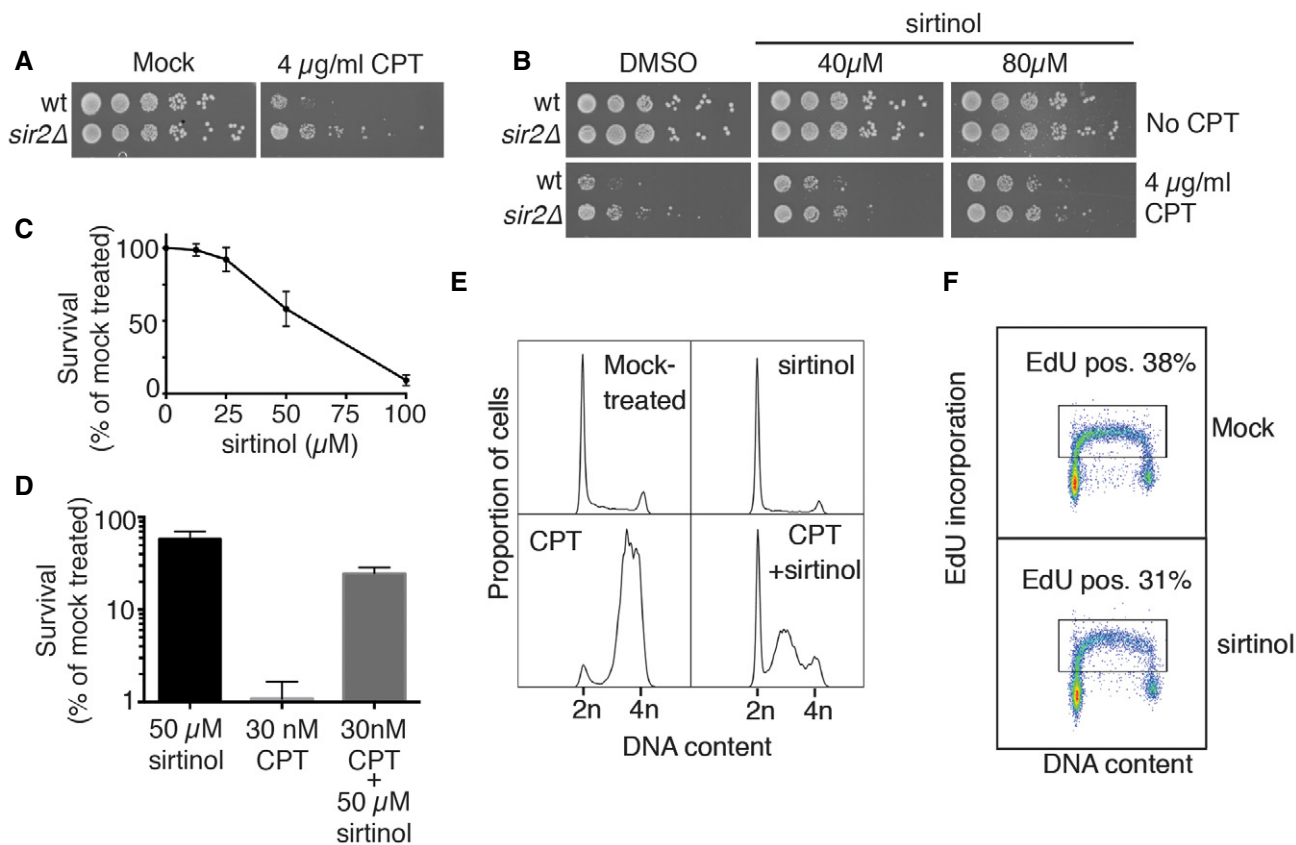 A
Mock
4 µg/ml CPT
wt
sir2Δ
B
sirtinol
DMSO
40µM
80µM
wt
sir2Δ
No CPT
wt
sir2Δ
4 µg/ml
CPT
C
Survival
(% of mock treated)
100
50
0
0 25 50 75 100
sirtinol (µM)
D
Survival
(% of mock treated)
100
10
1
50 µM
sirtinol
30 nM
CPT
30nM
CPT
+
50 µM
sirtinol
E
Proportion of cells
Mock-
treated
sirtinol
CPT
CPT
+sirtinol
2n 4n 2n 4n
DNA content
F
EdU incorporation
EdU pos. 38%
Mock
EdU pos. 31%
sirtinol
DNA content